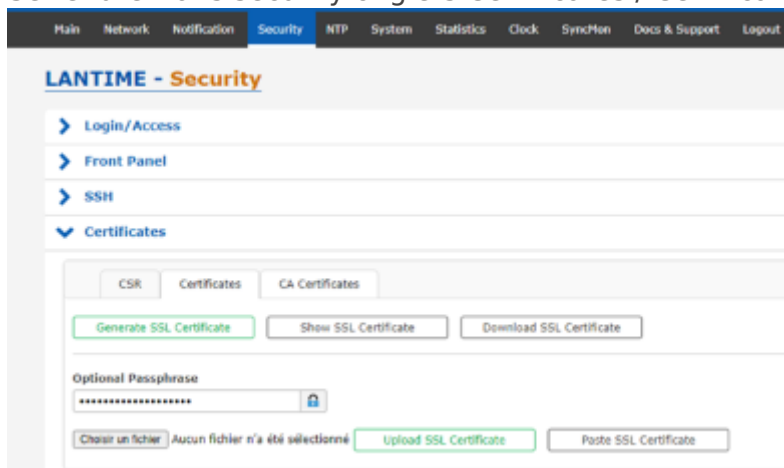 Main Network Notification Security NTP System Statistics Clock SyncMon Docs & Support Logout
LANTIME - Security
Login/Access
Front Panel
SSH
Certificates
CSR Certificates CA Certificates
Generate SSL Certificate Show SSL Certificate Download SSL Certificate
Optional Passphrase
Choisir un fichier Aucun fichier n'a été sélectionné Upload SSL Certificate Paste SSL Certificate